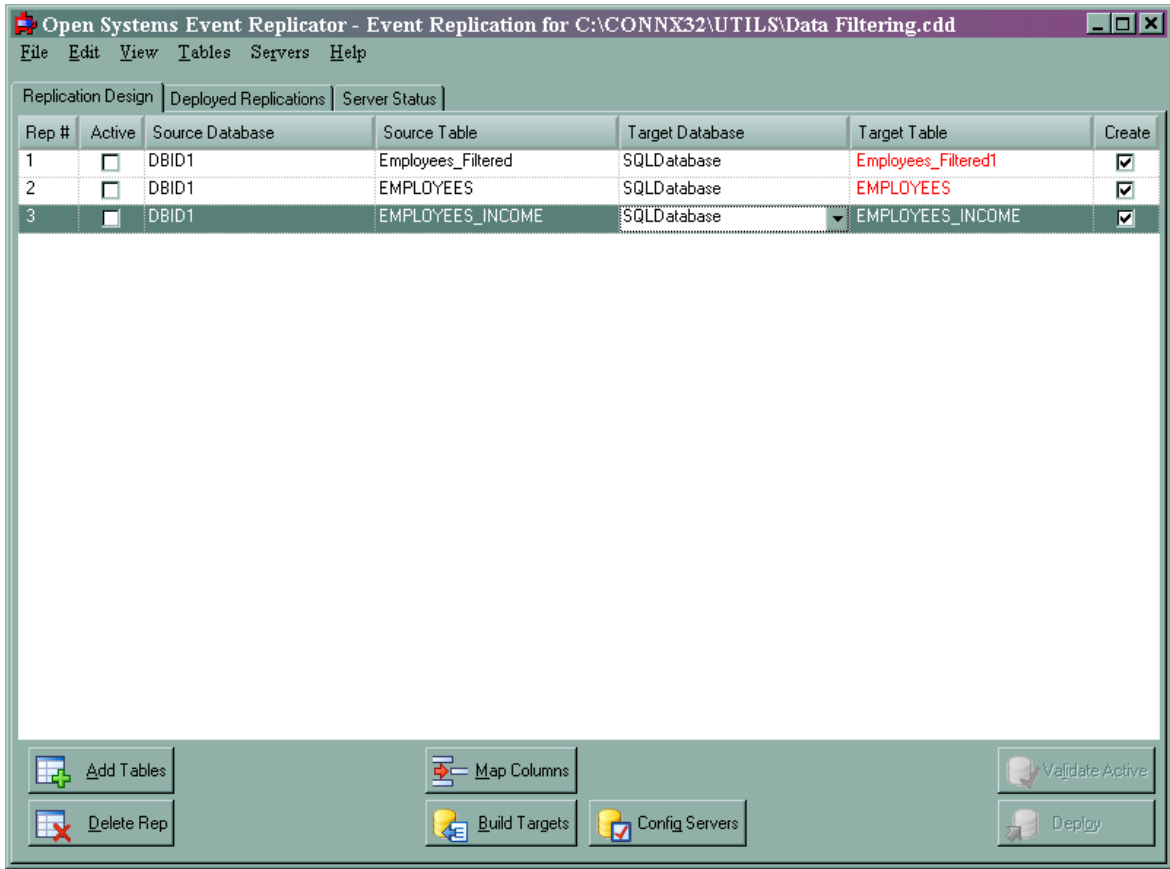 Open Systems Event Replicator - Event Replication for C:\CONNX32\UTILS\Data Filtering.cdd
File Edit View Tables Servers Help
Replication Design Deployed Replications Server Status
Rep # Active Source Database Source Table Target Database Target Table Create
1 DBID1 Employees_Filtered SQLDatabase Employees_Filtered1
2 DBID1 EMPLOYEES SQLDatabase EMPLOYEES
3 DBID1 EMPLOYEES_INCOME SQLDatabase EMPLOYEES_INCOME
Add Tables Map Columns Validate Active
Delete Rep Build Targets Config Servers Deploy